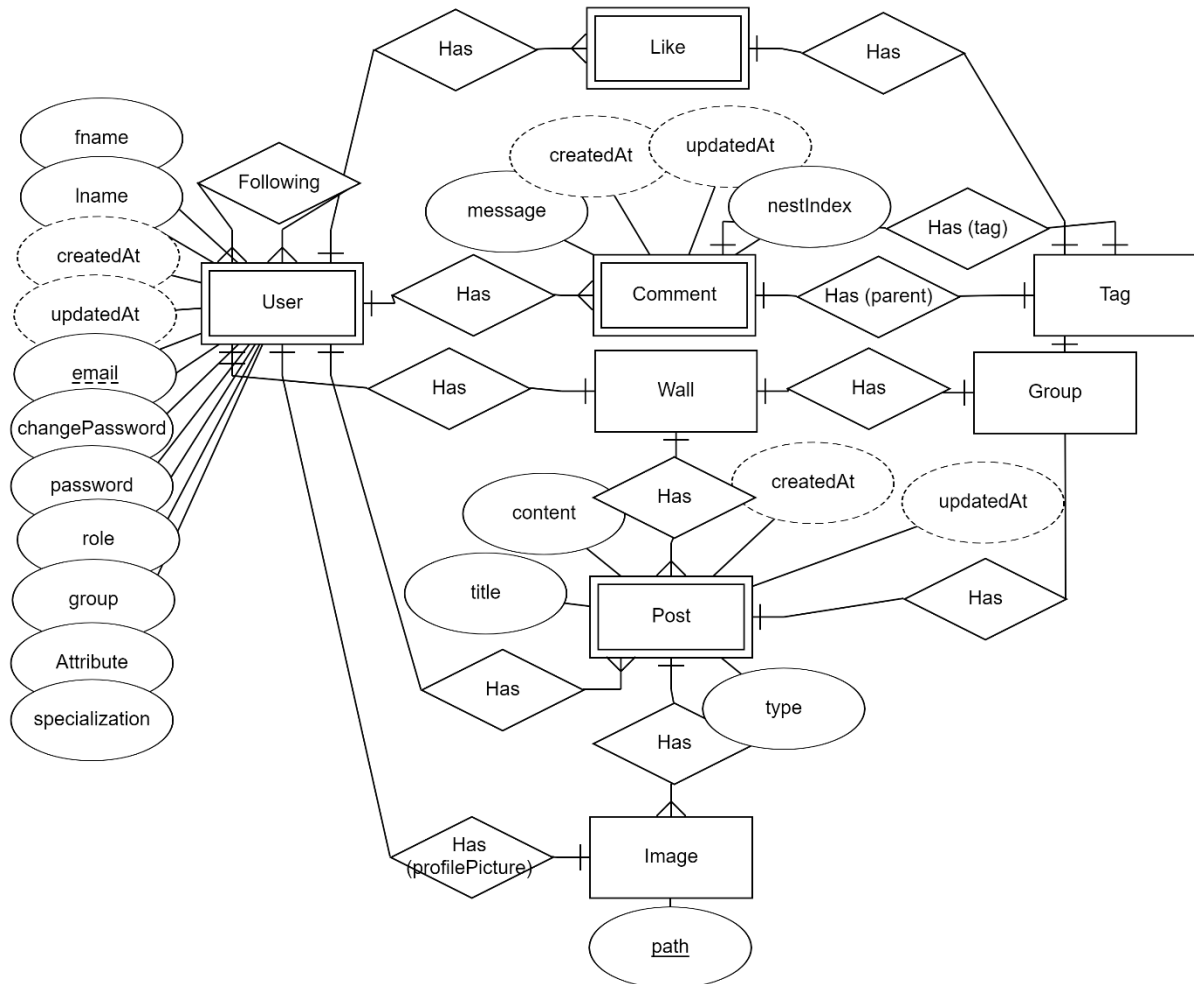 Has
Like
Has
fname
createdAt
updatedAt
Following
lname
message
nestIndex
Has (tag)
createdAt
User
Has
Comment
Has (parent)
Tag
updatedAt
email
Has
Wall
Has
Group
changePassword
password
content
Has
createdAt
updatedAt
role
title
Post
Has
group
Attribute
Has
type
specialization
Has
Has
(profilePicture)
Image
path